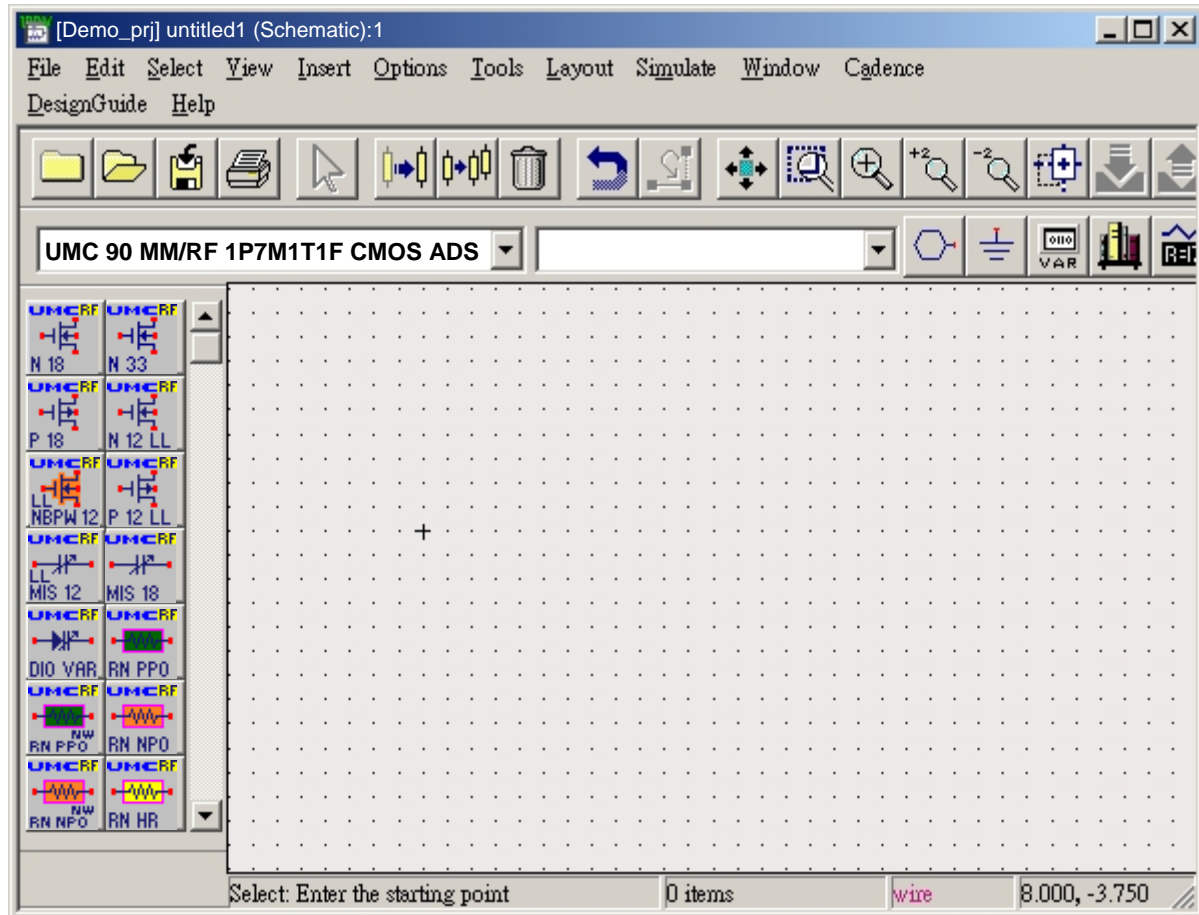 [Demo_prj] untitled1 (Schematic):1
File Edit Select View Insert Options Tools Layout Simulate Window Cadence
DesignGuide Help
+2 -2
UMC 90 MM/RF 1P7M1T1F CMOS ADS
VAR
UMCRF UMCRF
N 18 N 33
UMCRF UMCRF
P 18 N 12 LL
UMCRF UMCRF
LL
NBPW 12 P 12 LL
UMCRF UMCRF
LL
MIS 12 MIS 18
UMCRF UMCRF
DIO VAR RN PPO
UMCRF UMCRF
NW
RN PPO RN NPO
UMCRF UMCRF
NW
RN NPO RN HR
Select: Enter the starting point 0 items wire 8.000, -3.750